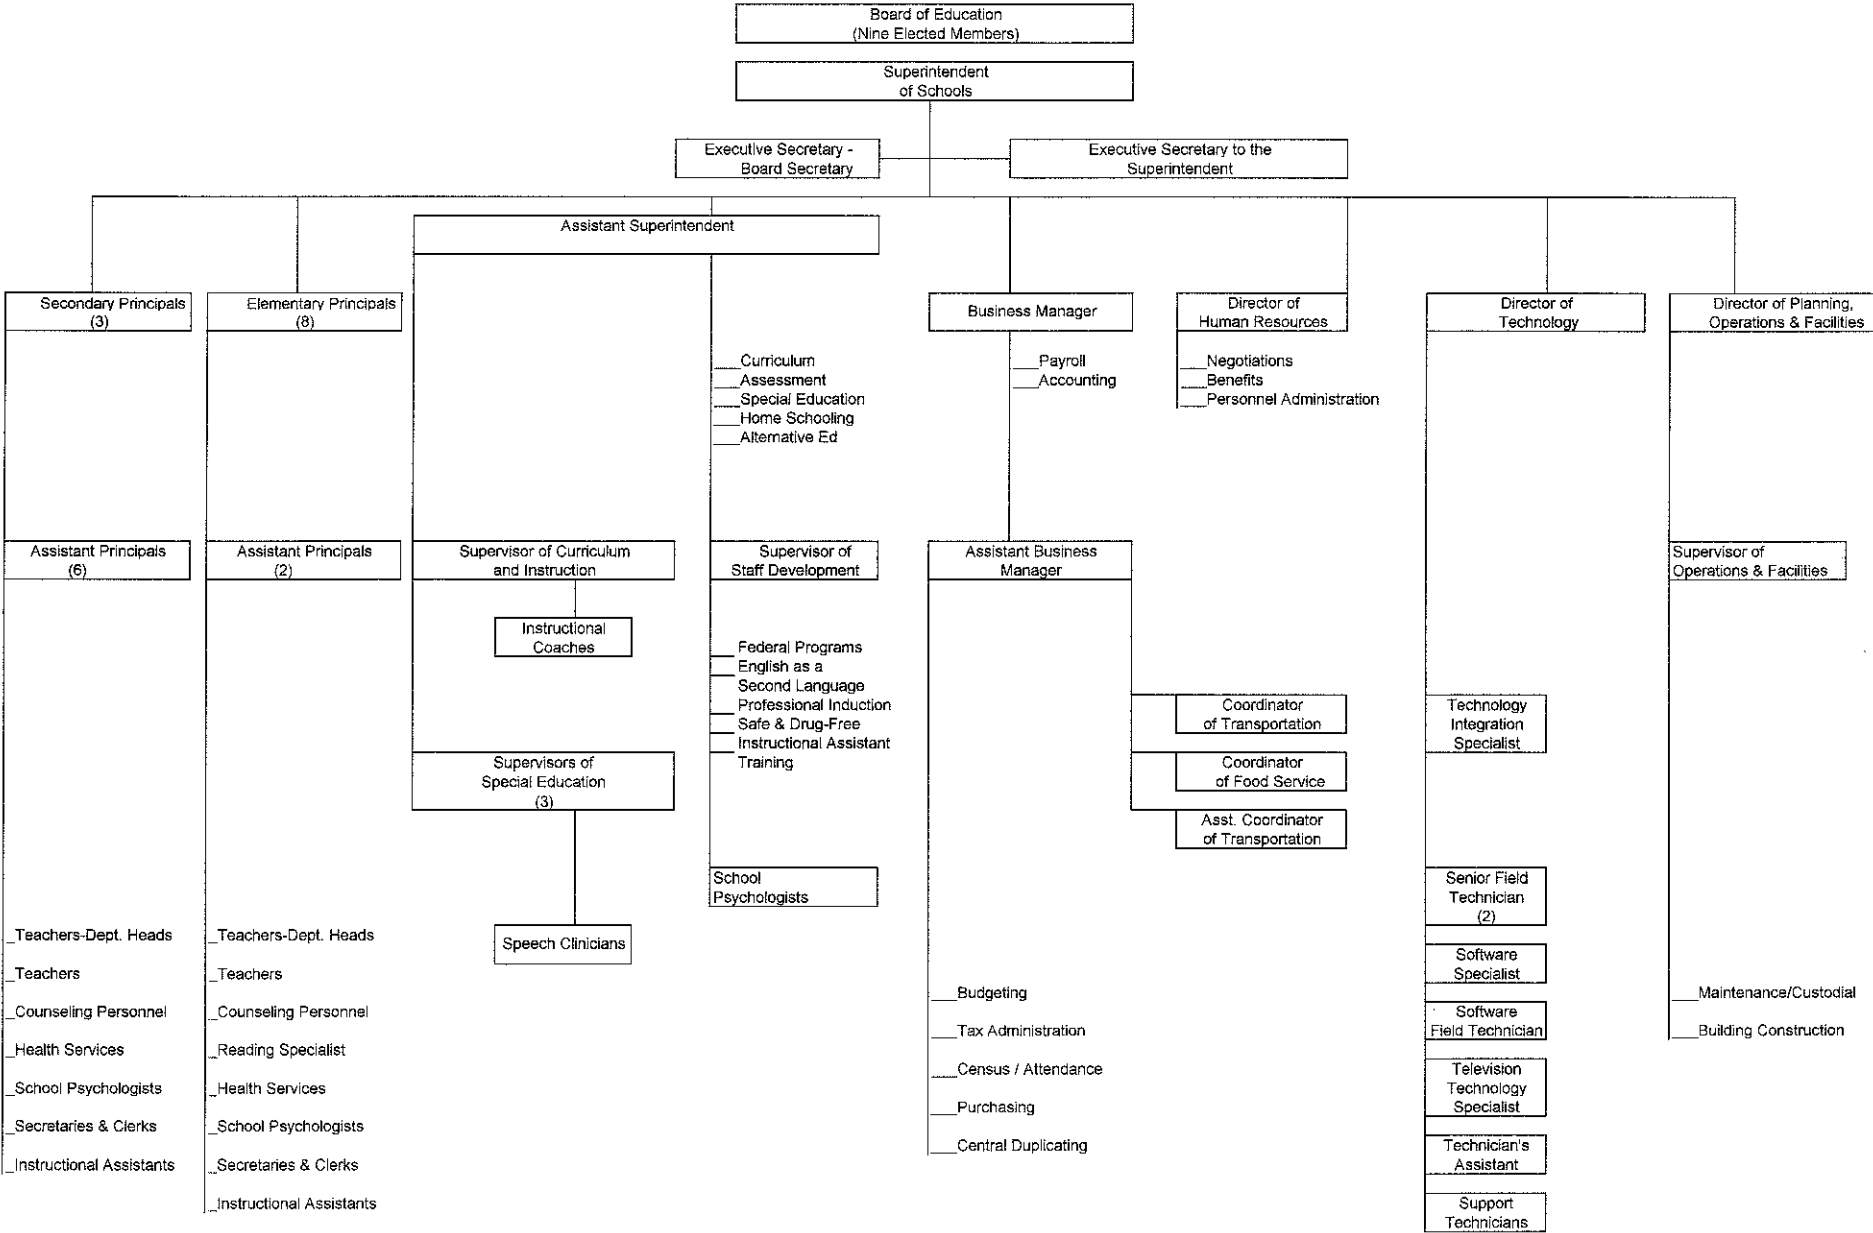 Board of Education
(Nine Elected Members)
Superintendent
of Schools
Executive Secretary -
Board Secretary
Executive Secretary to the
Superintendent
Assistant Superintendent
Secondary Principals
(3)
Elementary Principals
(8)
Business Manager
Director of
Human Resources
Director of
Technology
Director of Planning,
Operations & Facilities
Curriculum
Assessment
Special Education
Home Schooling
Alternative Ed
Payroll
Accounting
Negotiations
Benefits
Personnel Administration
Assistant Principals
(6)
Assistant Principals
(2)
Supervisor of Curriculum
and Instruction
Supervisor of
Staff Development
Assistant Business
Manager
Supervisor of
Operations & Facilities
Instructional
Coaches
Federal Programs
English as a
Second Language
Professional Induction
Safe & Drug-Free
Instructional Assistant
Training
Coordinator
of Transportation
Coordinator
of Food Service
Asst. Coordinator
of Transportation
Technology
Integration
Specialist
Supervisors of
Special Education
(3)
School
Psychologists
Speech Clinicians
Senior Field
Technician
(2)
Software
Specialist
Software
Field Technician
Television
Technology
Specialist
Technician's
Assistant
Support
Technicians
Teachers-Dept. Heads
Teachers
Counseling Personnel
Health Services
School Psychologists
Secretaries & Clerks
Instructional Assistants
Teachers-Dept. Heads
Teachers
Counseling Personnel
Reading Specialist
Health Services
School Psychologists
Secretaries & Clerks
Instructional Assistants
Budgeting
Tax Administration
Census / Attendance
Purchasing
Central Duplicating
Maintenance/Custodial
Building Construction